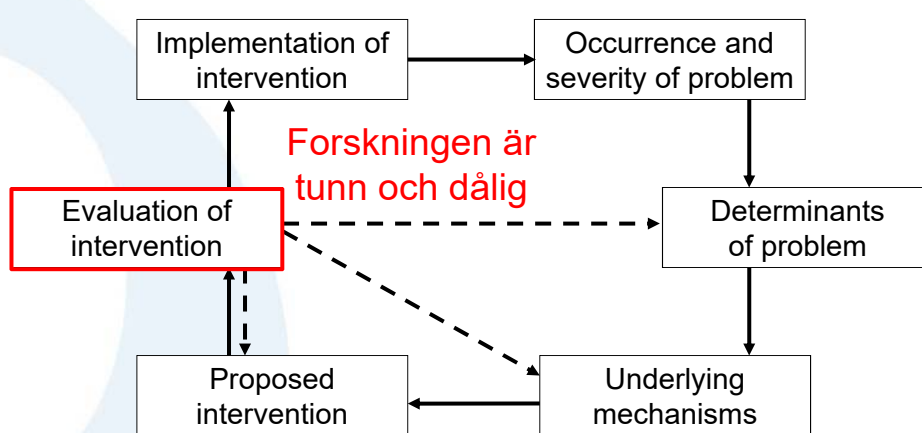 Implementation of
intervention
Occurrence and
severity of problem
Forskningen är
tunn och dålig
Evaluation of
intervention
Determinants
of problem
Proposed
intervention
Underlying
mechanisms